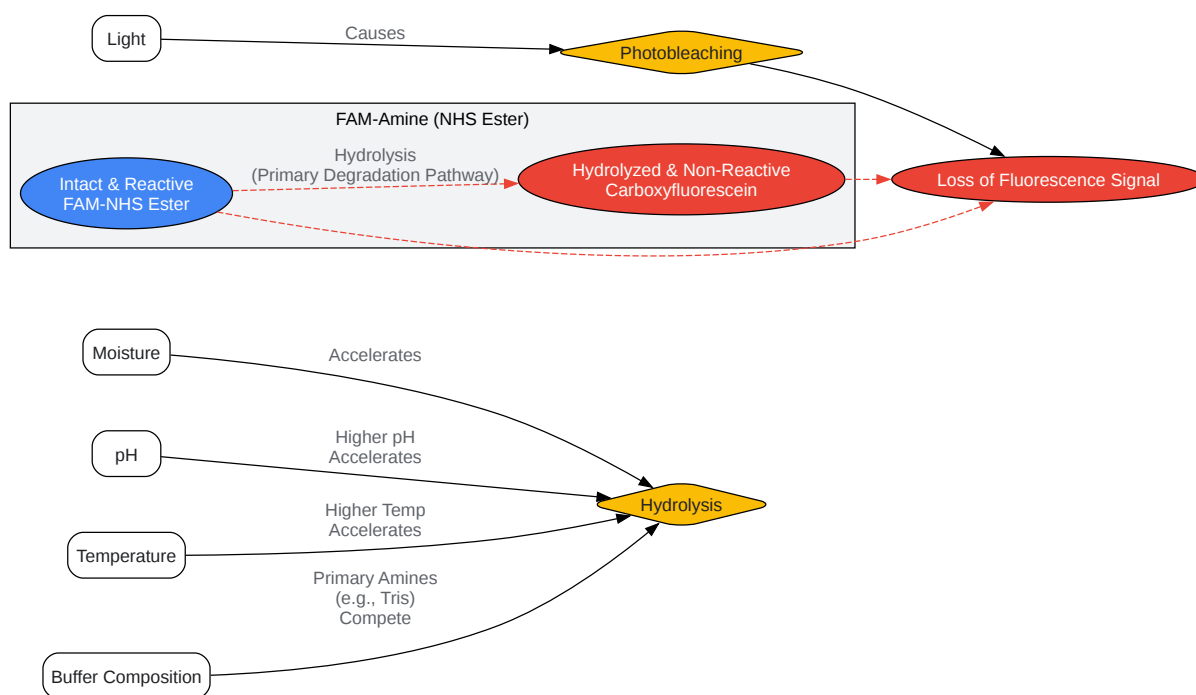 Light
Causes
Photobleaching
FAM-Amine (NHS Ester)
Intact & Reactive
FAM-NHS Ester
Hydrolysis
(Primary Degradation Pathway)
Hydrolyzed & Non-Reactive
Carboxyfluorescein
Loss of Fluorescence Signal
Moisture
Accelerates
pH
Higher pH
Accelerates
Hydrolysis
Temperature
Higher Temp
Accelerates
Primary Amines
(e.g., Tris)
Compete
Buffer Composition